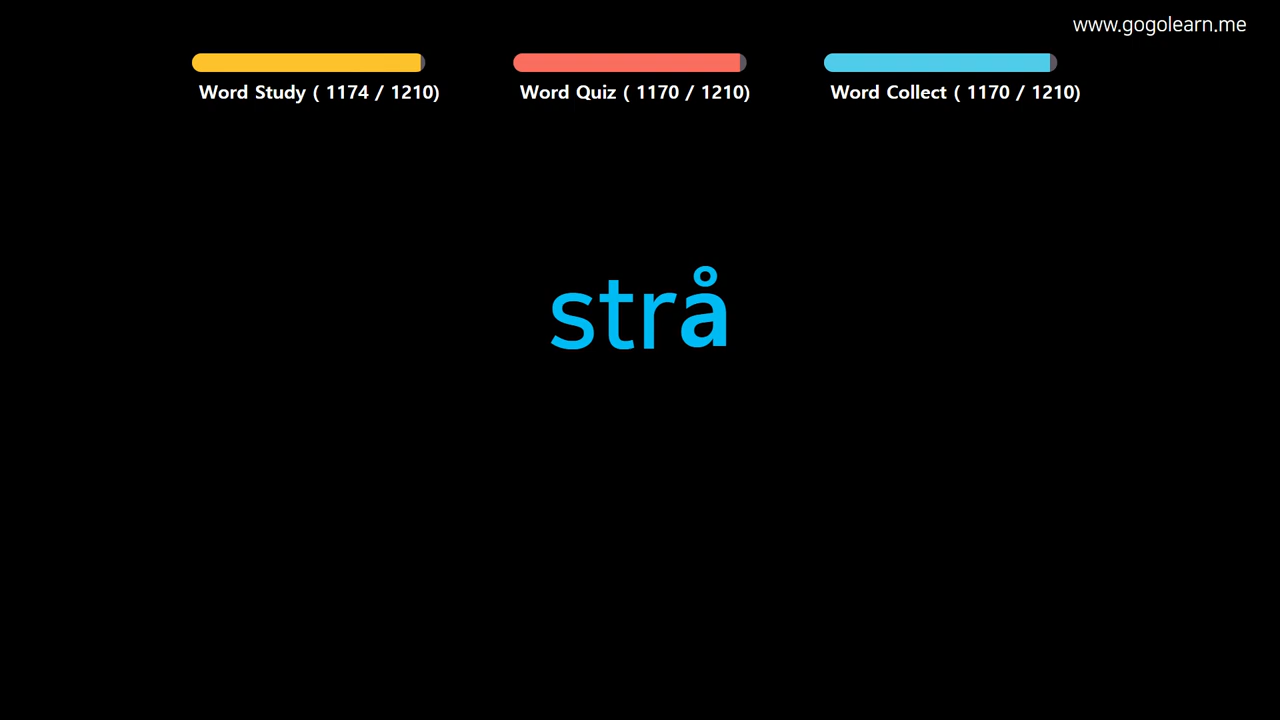 www.gogolearn.me
Word Study ( 1174 / 1210)
Word Quiz ( 1170 / 1210)
Word Collect ( 1170 / 1210)
strå